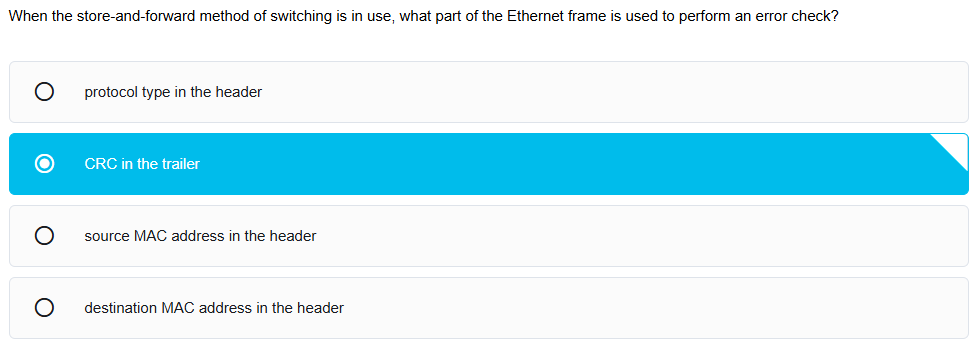 When the store-and-forward method of switching is in use, what part of the Ethernet frame is used to perform an error check?
protocol type in the header
CRC in the trailer
source MAC address in the header
destination MAC address in the header